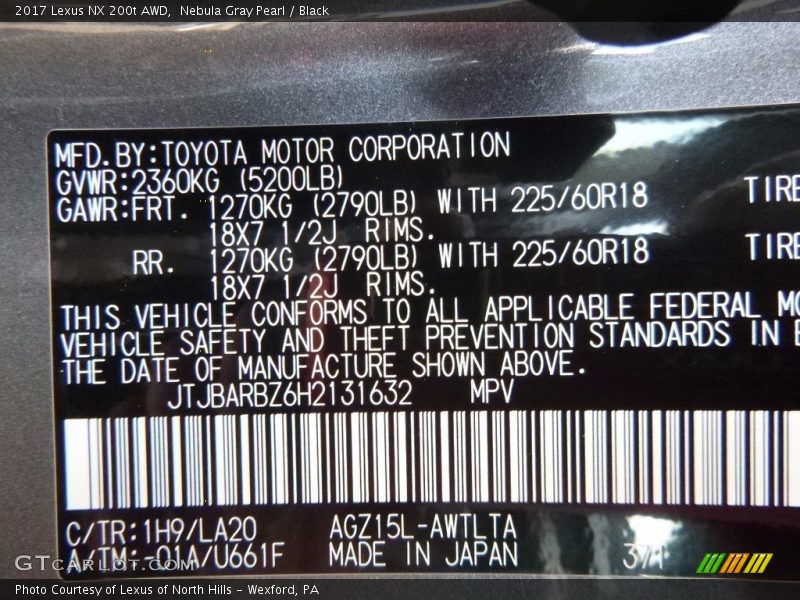 2017 Lexus NX 200t AWD,  Nebula Gray Pearl / Black
MFD.BY:TOYOTA MOTOR CORPORATION
GVWR:2360KG (5200LB)
GAWR:FRT. 1270KG (2790LB) WITH 225/60R18 TIRE
18X7 1/2J RIMS.
RR. 1270KG (2790LB) WITH 225/60R18 TIRE
18X7 1/2J RIMS.
THIS VEHICLE CONFORMS TO ALL APPLICABLE FEDERAL MO
VEHICLE SAFETY AND THEFT PREVENTION STANDARDS IN E
THE DATE OF MANUFACTURE SHOWN ABOVE.
JTJBARBZ6H2131632 MPV
C/TR:1H9/LA20 AGZ15L-AWTLTA
A/TM:-01A/U661F MADE IN JAPAN
GTCARLOT.COM
Photo Courtesy of Lexus of North Hills - Wexford, PA